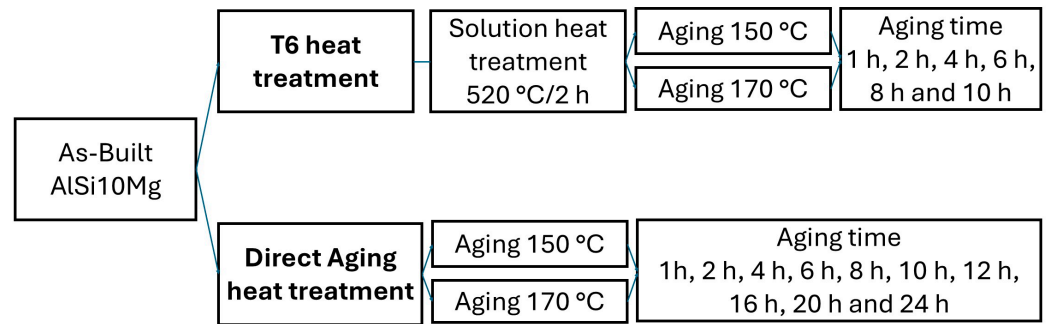 As-Built
AlSi10Mg
T6 heat
treatment
Solution heat
treatment
520 °C/2 h
Aging 150 °C
Aging 170 °C
Aging time
1 h, 2 h, 4 h, 6 h,
8 h and 10 h
Direct Aging
heat treatment
Aging 150 °C
Aging 170 °C
Aging time
1h, 2 h, 4 h, 6 h, 8 h, 10 h, 12 h,
16 h, 20 h and 24 h